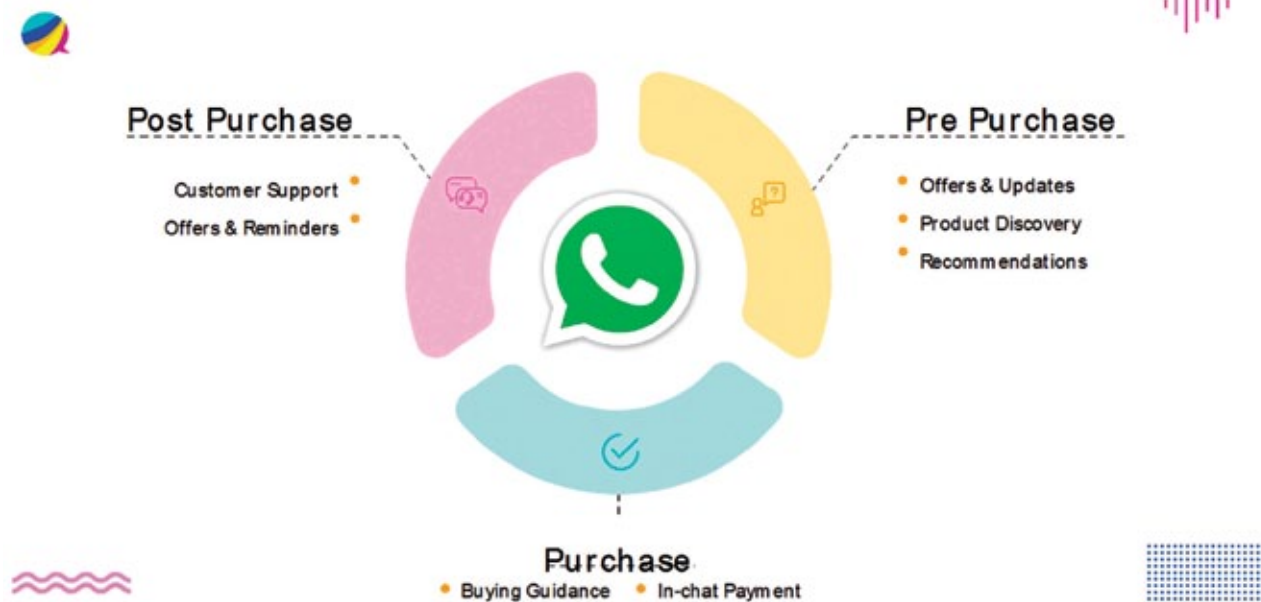 Post Purchase
Customer Support
Offers & Reminders
Pre Purchase
Offers & Updates
Product Discovery
Recommendations
?
Purchase
Buying Guidance
In-chat Payment